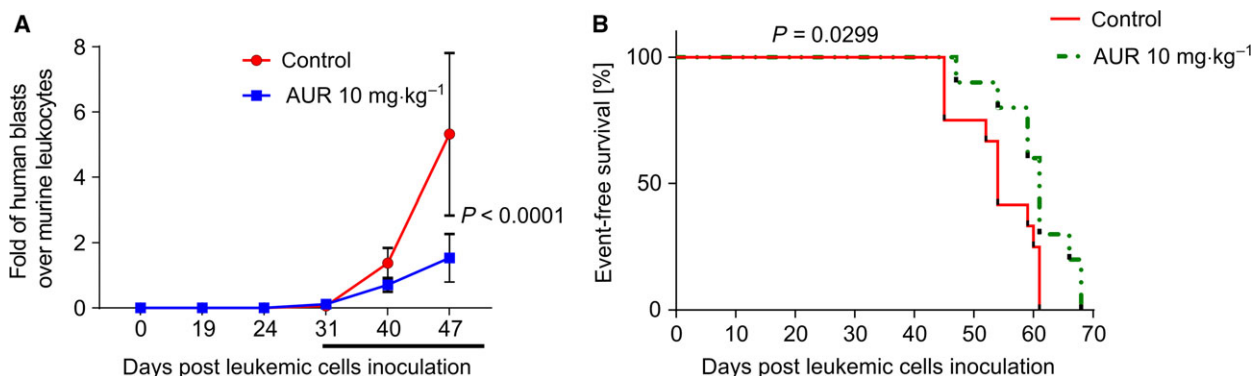 A
8
6
4
2
0
Fold of human blasts
over murine leukocytes
Control
AUR 10 mg·kg⁻¹
P < 0.0001
0 19 24 31 40 47
Days post leukemic cells inoculation
B
P = 0.0299
Control
AUR 10 mg·kg⁻¹
100
50
0
Event-free survival [%]
0 10 20 30 40 50 60 70
Days post leukemic cells inoculation